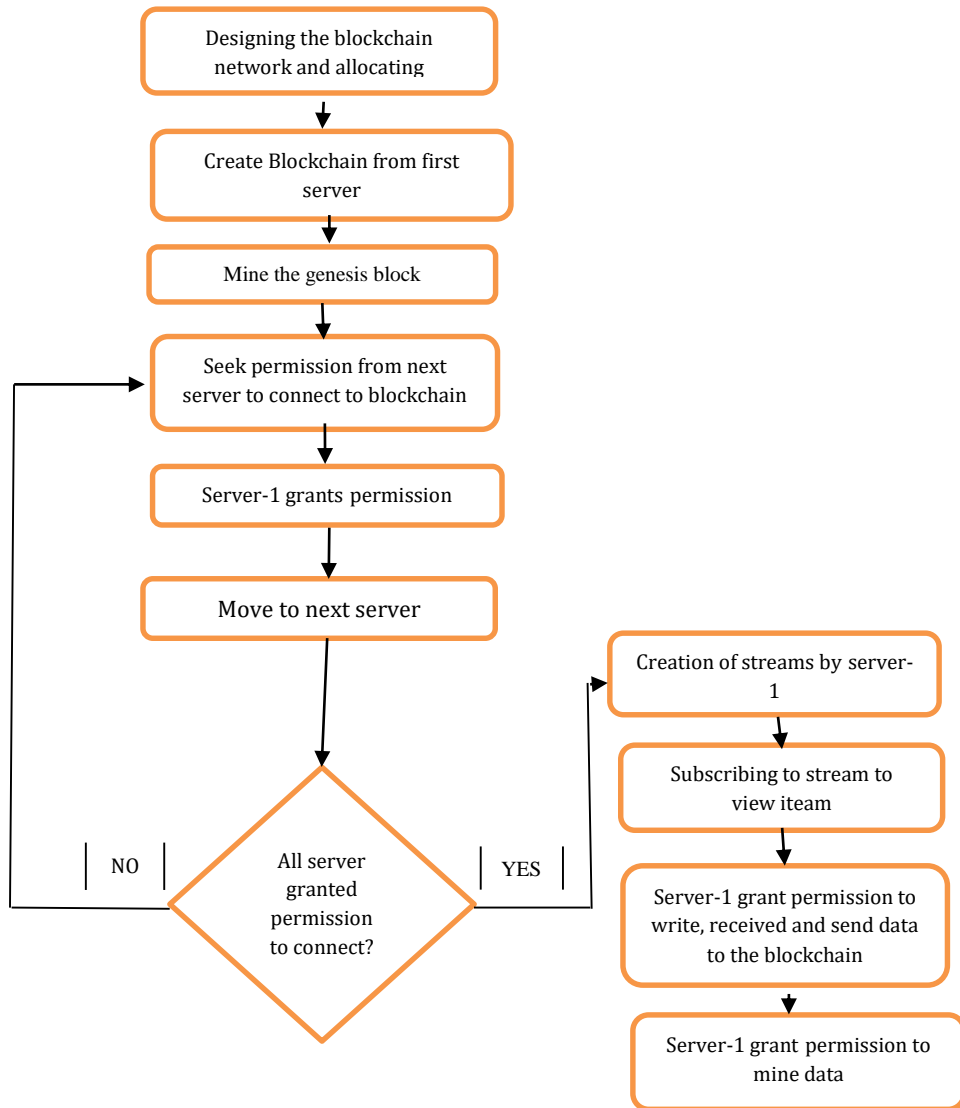 Designing the blockchain
network and allocating
Create Blockchain from first
server
Mine the genesis block
Seek permission from next
server to connect to blockchain
Server-1 grants permission
Move to next server
All server
granted
permission
to connect?
NO
YES
Creation of streams by server-
1
Subscribing to stream to
view iteam
Server-1 grant permission to
write, received and send data
to the blockchain
Server-1 grant permission to
mine data